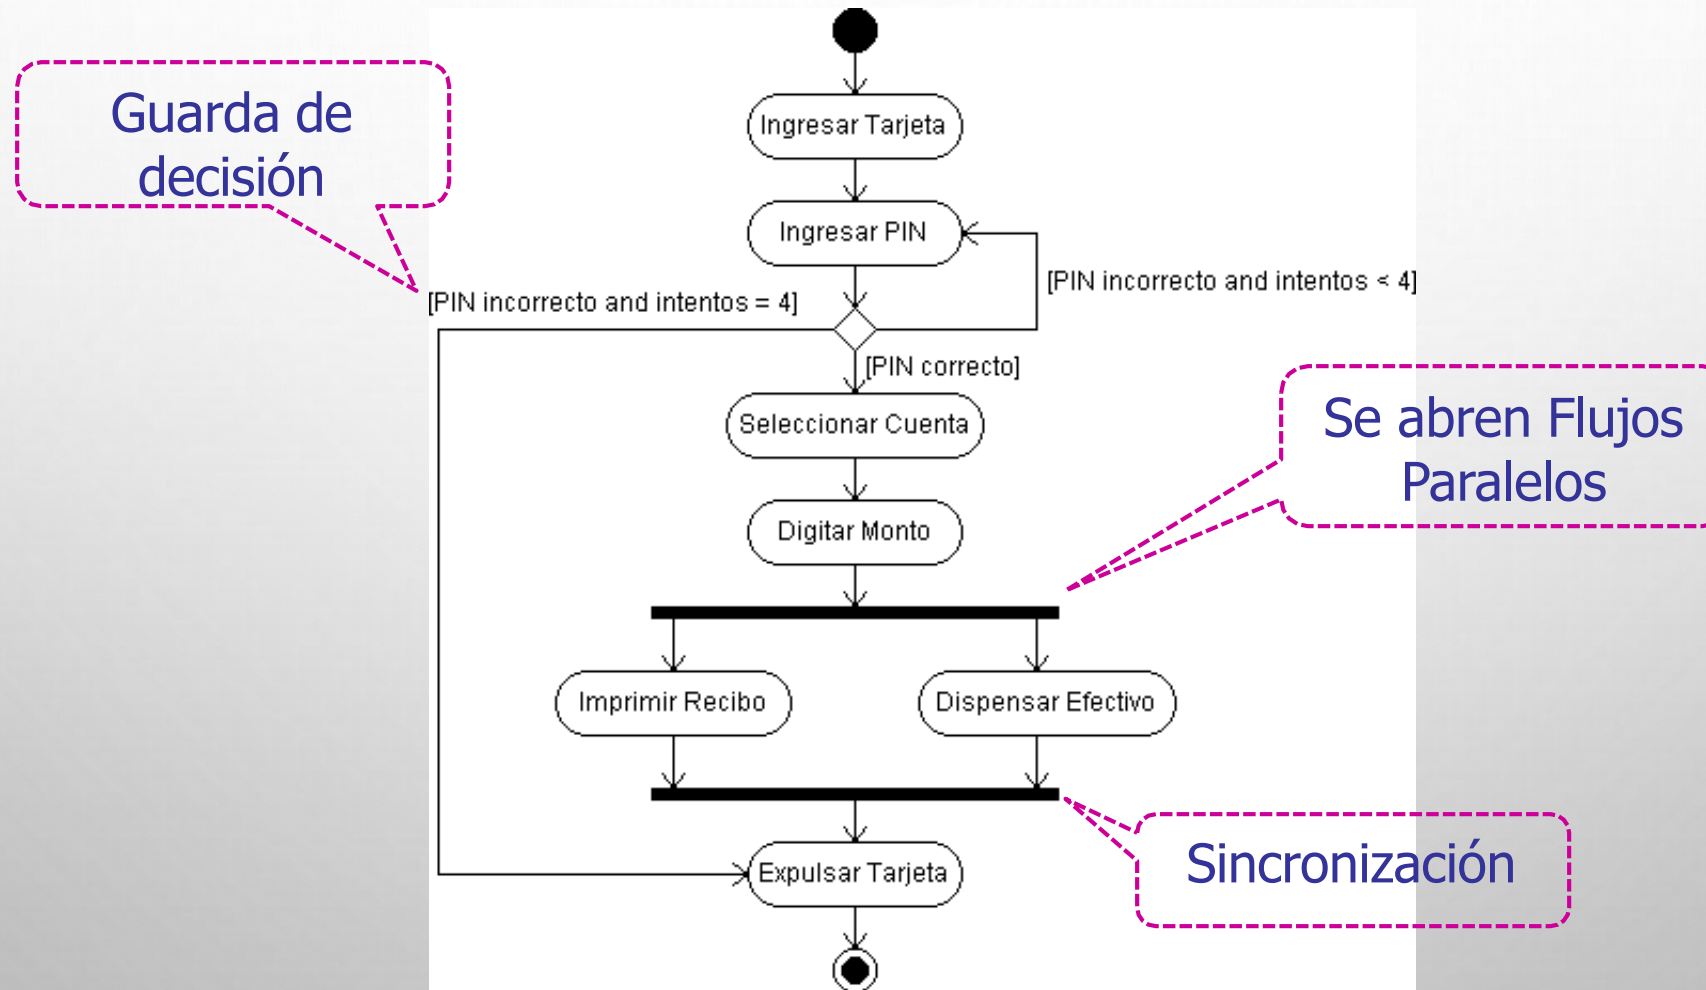 Guarda de
decisión
Ingresar Tarjeta
Ingresar PIN
[PIN incorrecto and intentos < 4]
[PIN incorrecto and intentos = 4]
[PIN correcto]
Seleccionar Cuenta
Se abren Flujos
Paralelos
Digitar Monto
Imprimir Recibo
Dispensar Efectivo
Sincronización
Expulsar Tarjeta